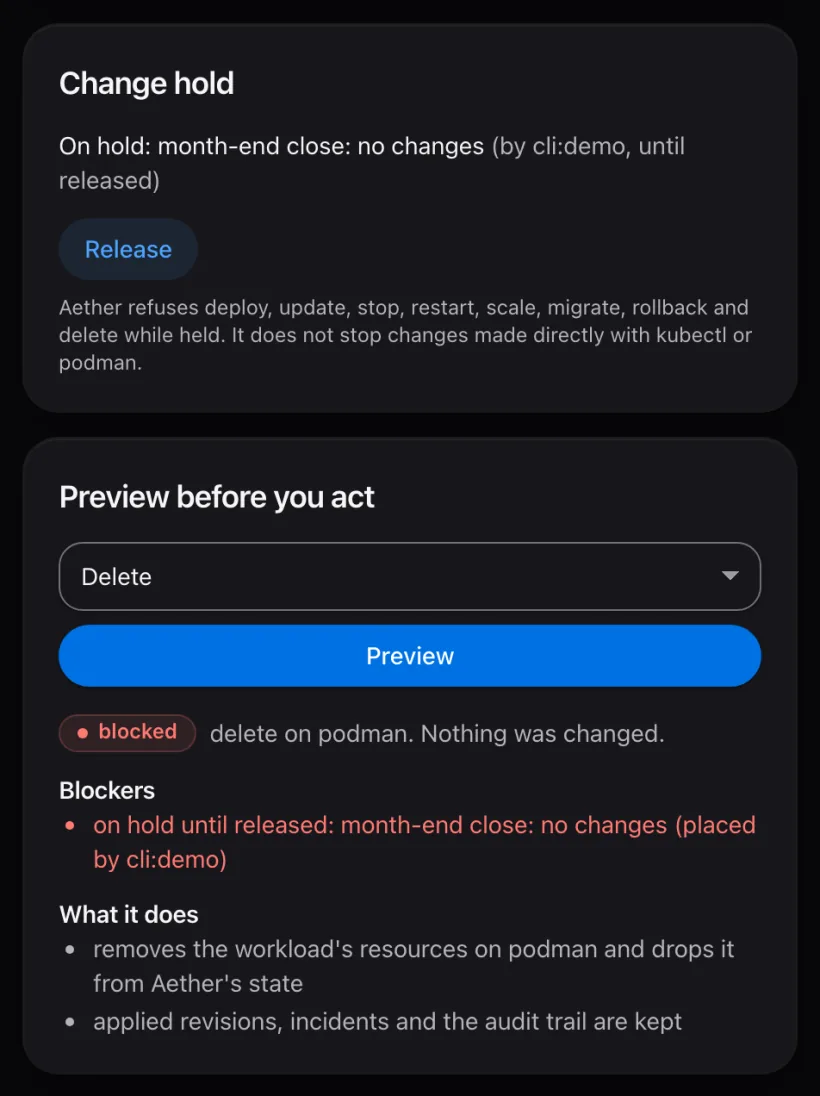 Change hold
On hold: month-end close: no changes (by cli:demo, until
released)
Release
Aether refuses deploy, update, stop, restart, scale, migrate, rollback and
delete while held. It does not stop changes made directly with kubectl or
podman.
Preview before you act
Delete
Preview
blocked delete on podman. Nothing was changed.
Blockers
on hold until released: month-end close: no changes (placed
by cli:demo)
What it does
removes the workload's resources on podman and drops it
from Aether's state
applied revisions, incidents and the audit trail are kept